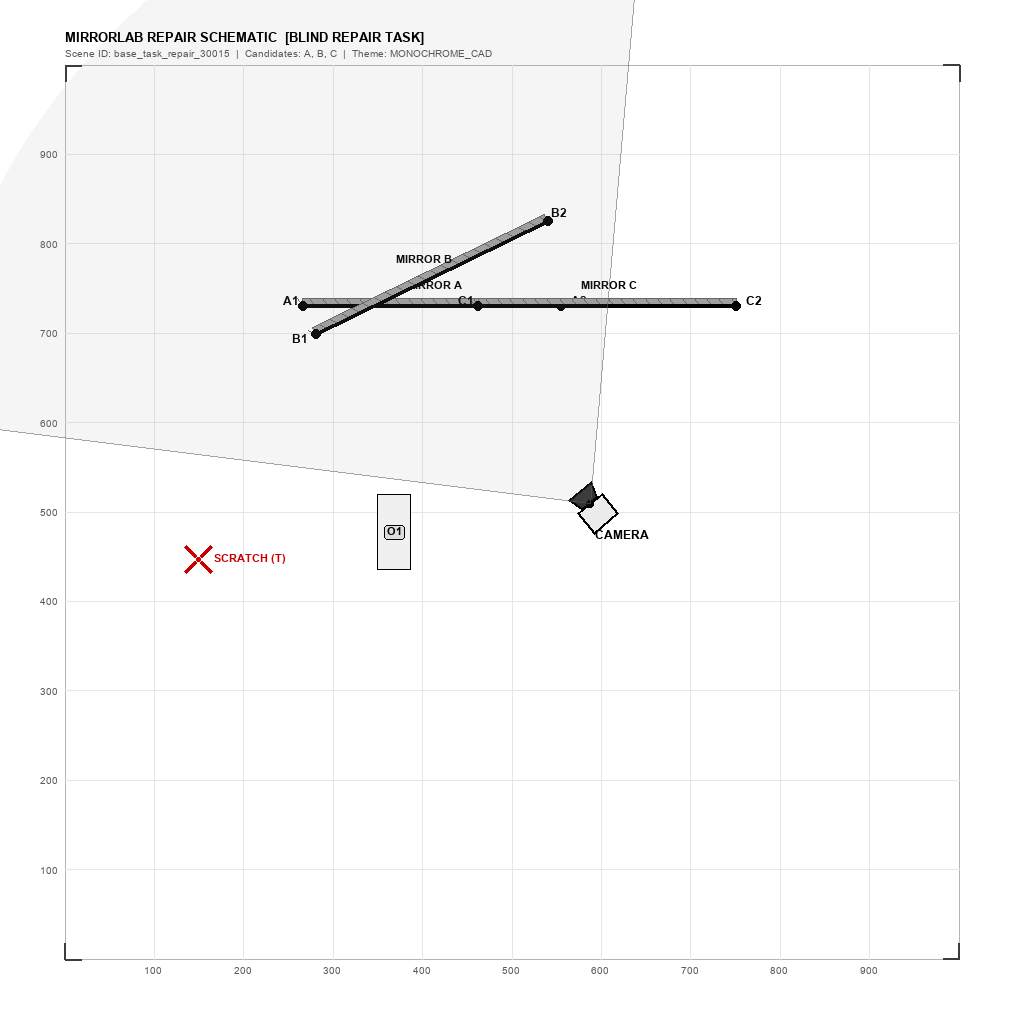 MIRRORLAB REPAIR SCHEMATIC  [BLIND REPAIR TASK]
Scene ID: base_task_repair_30015  |  Candidates: A, B, C  |  Theme: MONOCHROME_CAD
900
800
700
600
500
400
300
200
100
B2
MIRROR B
MIRROR C
A1
C1
C2
B1
CAMERA
O1
SCRATCH (T)
100
200
300
400
500
600
700
800
900